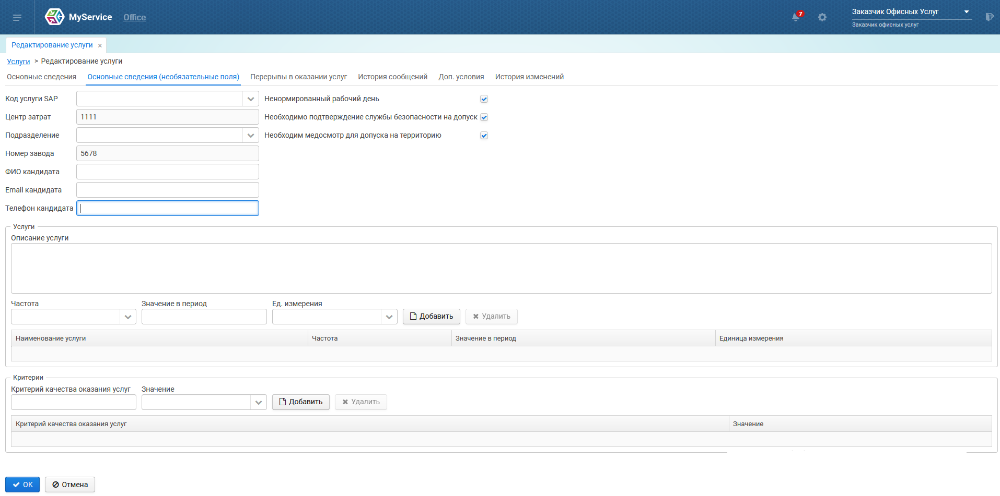 MyService Office
7
Заказчик Офисных Услуг
Заказчик офисных услуг
Редактирование услуги ×
Услуги > Редактирование услуги
Основные сведения Основные сведения (необязательные поля) Перерывы в оказании услуг История сообщений Доп. условия История изменений
Код услуги SAP Ненормированный рабочий день
Центр затрат 1111 Необходимо подтверждение службы безопасности на допуск
Подразделение Необходим медосмотр для допуска на территорию
Номер завода 5678
ФИО кандидата
Email кандидата
Телефон кандидата
Услуги
Описание услуги
Частота Значение в период Ед. измерения
Добавить Удалить
Наименование услуги Частота Значение в период Единица измерения
Критерии
Критерий качества оказания услуг Значение
Добавить Удалить
Критерий качества оказания услуг Значение
OK Отмена